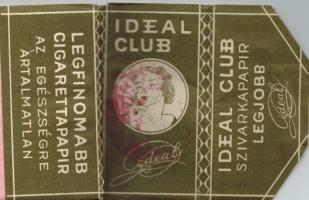 LEGFINOMABB
CIGARETTAPAPIR
AZ EGÉSZSÉGRE
ÁRTALMATLAN
IDEAL
CLUB
Ideal
IDEAL CLUB
SZIVARKAPAPIR
LEGJOBB
Ideal